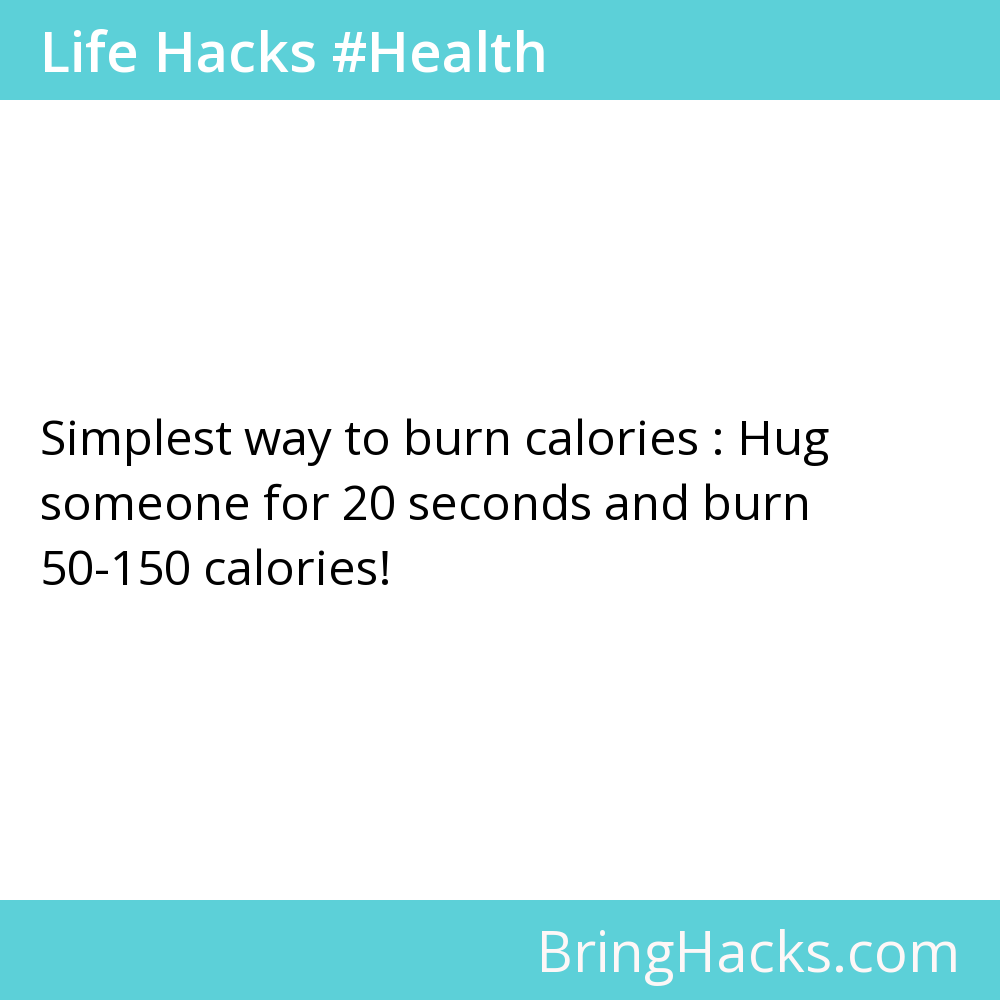 Life Hacks #Health
Simplest way to burn calories : Hug
someone for 20 seconds and burn
50-150 calories!
BringHacks.com